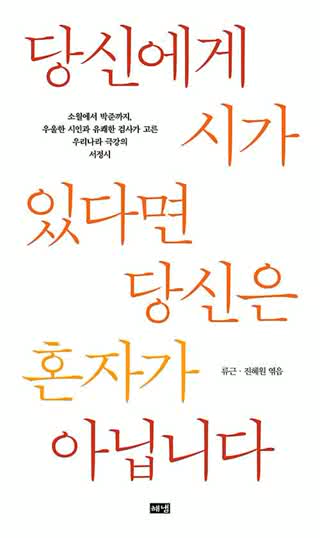 당신에게
소월에서 박준까지,
우울한 시인과 유쾌한 검사가 고른
우리나라 극강의
서정시
시가
있다면
당신은
혼자가
류근 · 진혜원 엮음
아닙니다
해냄